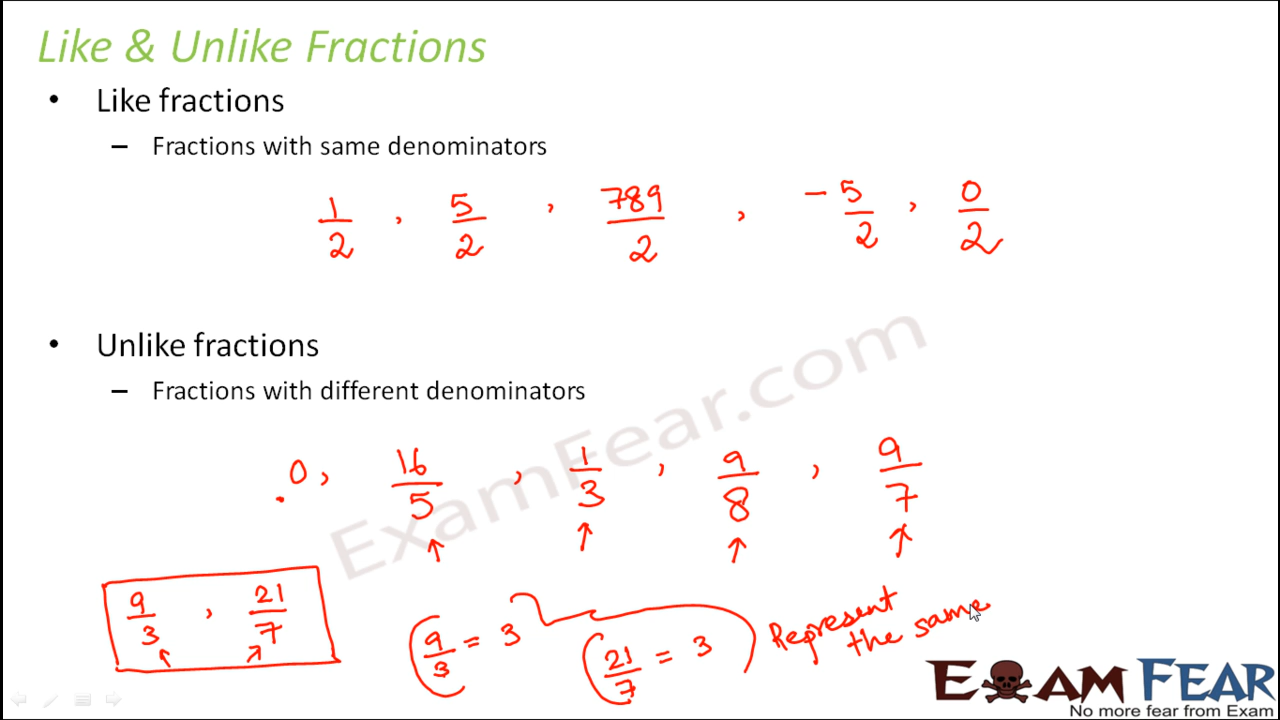 Like & Unlike Fractions
• Like fractions
– Fractions with same denominators
1/2 , 5/2 , 789/2 , -5/2 , 0/2
• Unlike fractions
– Fractions with different denominators
.0, 16/5 , 1/3 , 9/8 , 9/7
↑ ↑ ↑ ↑
9/3 , 21/7
9/3 = 3
21/7 = 3
Represent
the same
ExamFear.com
EXAM FEAR
No more fear from Exam